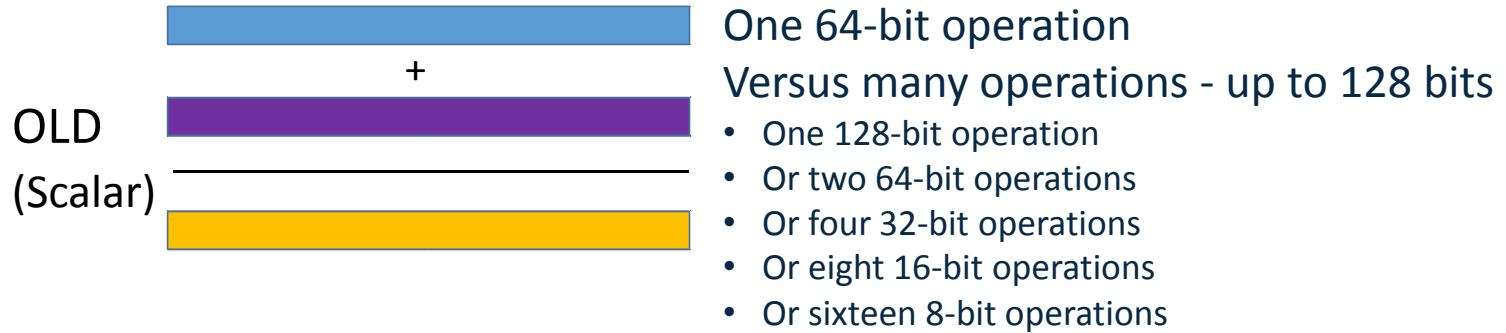 One 64-bit operation
+
Versus many operations - up to 128 bits
OLD
(Scalar)
• One 128-bit operation
• Or two 64-bit operations
• Or four 32-bit operations
• Or eight 16-bit operations
• Or sixteen 8-bit operations